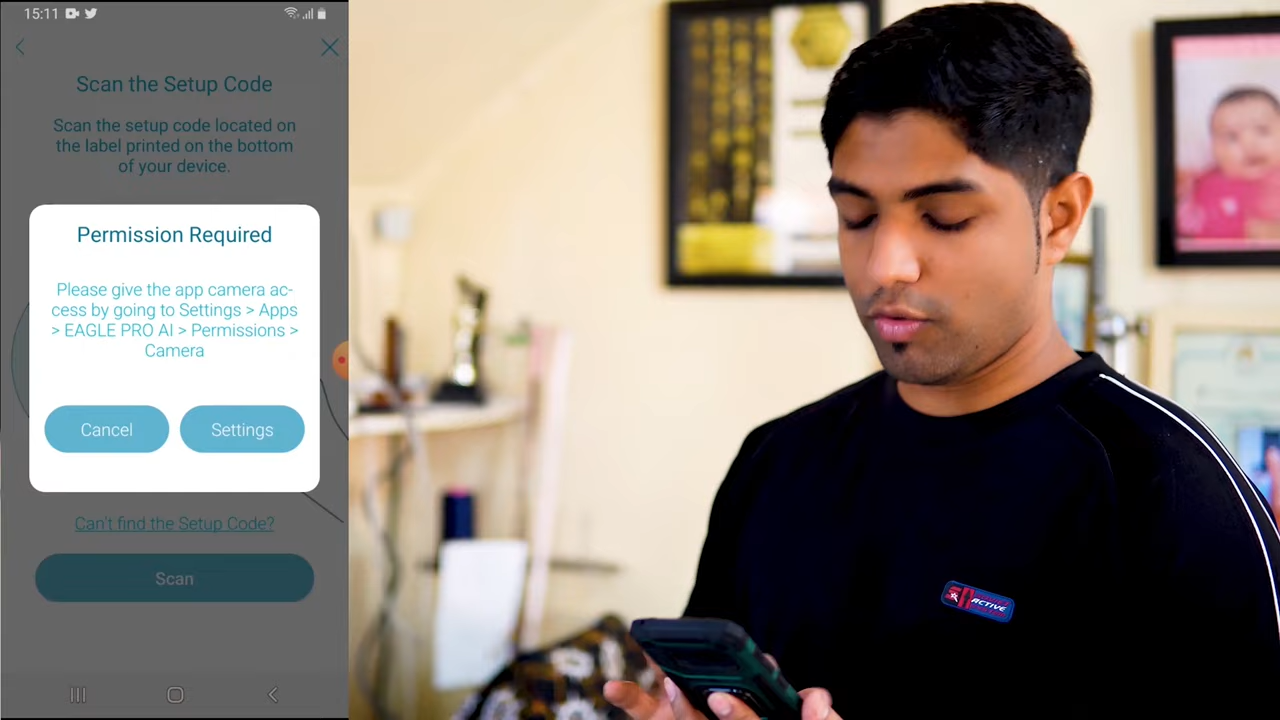 15:11
Scan the Setup Code
Scan the setup code located on
the label printed on the bottom
of your device.
Permission Required
Please give the app camera ac-
cess by going to Settings > Apps
> EAGLE PRO AI > Permissions >
Camera
Cancel
Settings
Can't find the Setup Code?
Scan
ACTIVE